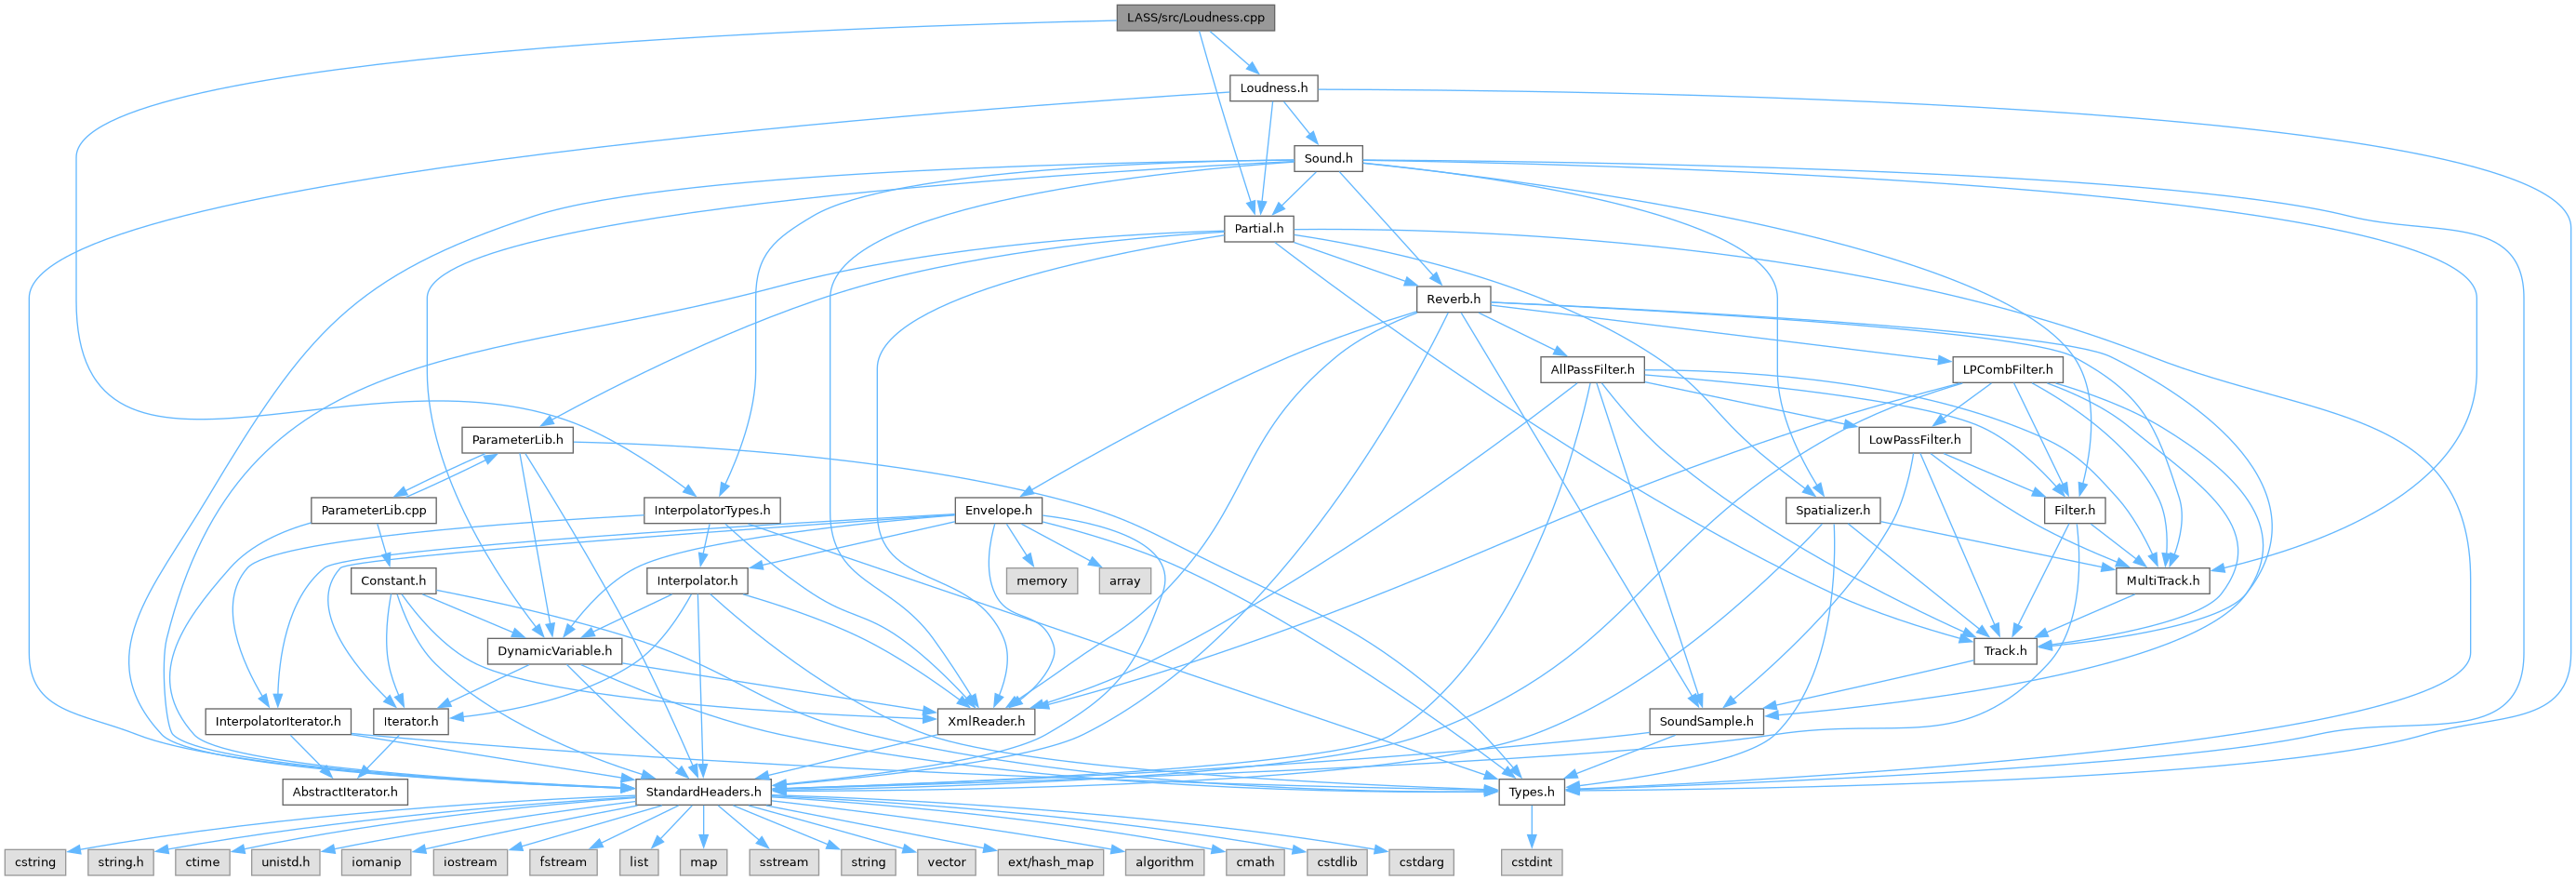 LASS/src/Loudness.cpp
Loudness.h
Sound.h
Partial.h
Reverb.h
AllPassFilter.h
LPCombFilter.h
ParameterLib.h
LowPassFilter.h
ParameterLib.cpp
InterpolatorTypes.h
Envelope.h
Spatializer.h
Filter.h
Constant.h
Interpolator.h
memory
array
MultiTrack.h
DynamicVariable.h
Track.h
InterpolatorIterator.h
Iterator.h
XmlReader.h
SoundSample.h
AbstractIterator.h
StandardHeaders.h
Types.h
cstring
string.h
ctime
unistd.h
iomanip
iostream
fstream
list
map
sstream
string
vector
ext/hash_map
algorithm
cmath
cstdlib
cstdarg
cstdint